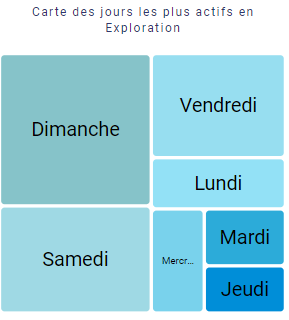 Carte des jours les plus actifs en
Exploration
Dimanche
Vendredi
Lundi
Samedi
Mercr...
Mardi
Jeudi